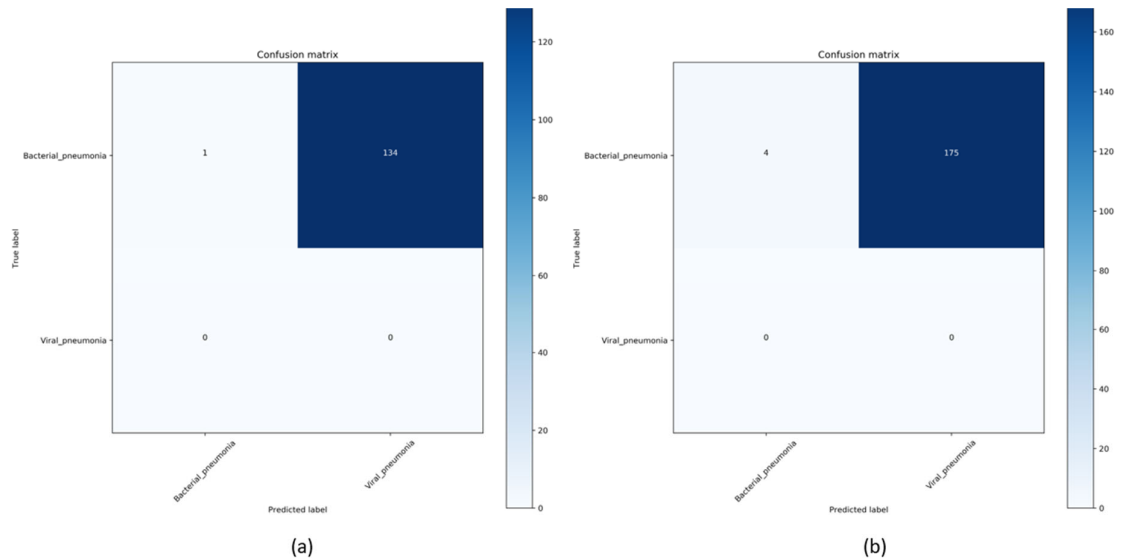 Confusion matrix
Bacterial_pneumonia
1
134
Viral_pneumonia
0
0
True label
Bacterial_pneumonia
Viral_pneumonia
Predicted label
120
100
80
60
40
20
0
(a)
Confusion matrix
Bacterial_pneumonia
4
175
Viral_pneumonia
0
0
True label
Bacterial_pneumonia
Viral_pneumonia
Predicted label
160
140
120
100
80
60
40
20
0
(b)